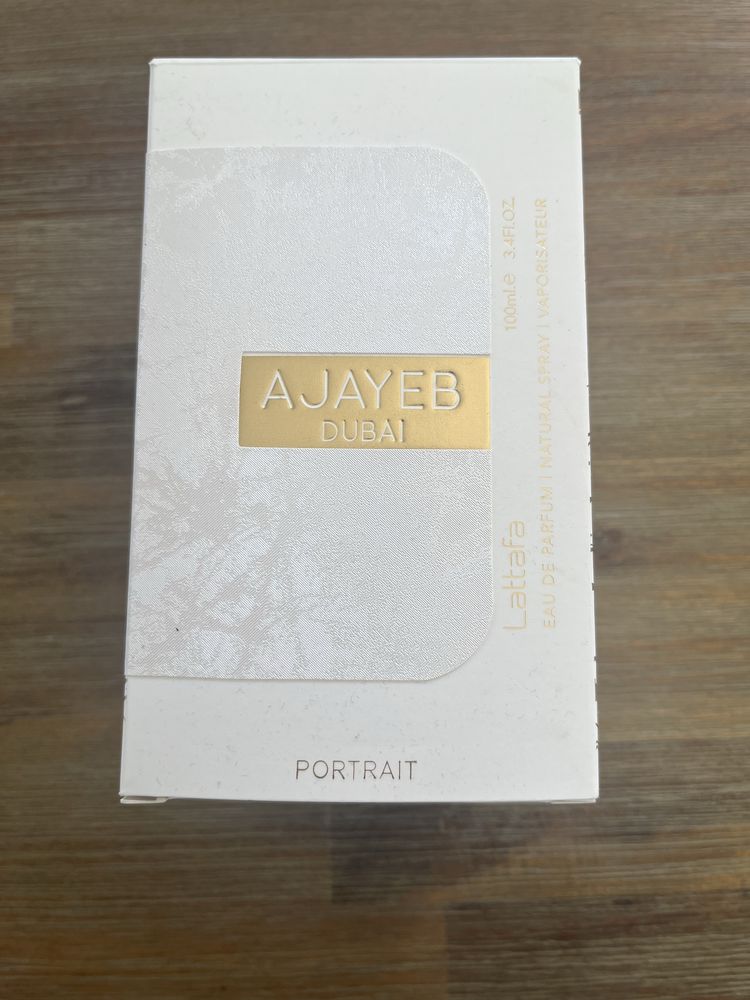 AJAYEB
DUBAI
Lattafa
100ml.e 3.4Fl.OZ.
EAU DE PARFUM | NATURAL SPRAY | VAPORISATEUR
PORTRAIT